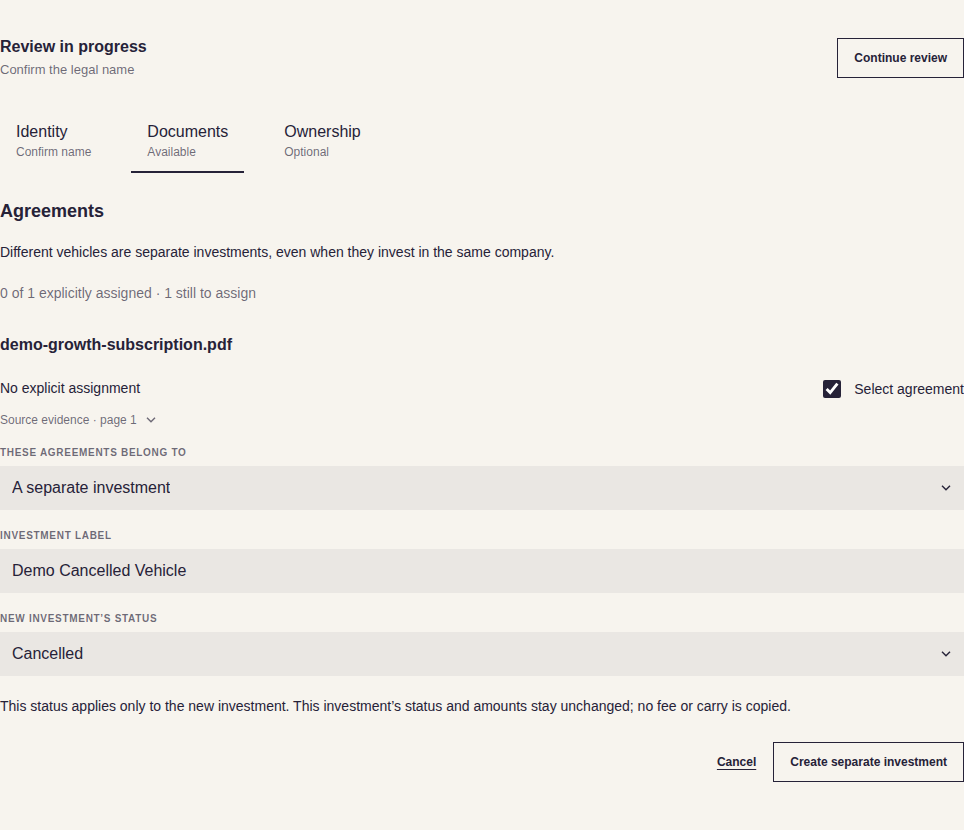 Review in progress
Confirm the legal name
Continue review
Identity
Confirm name
Documents
Available
Ownership
Optional
Agreements
Different vehicles are separate investments, even when they invest in the same company.
0 of 1 explicitly assigned · 1 still to assign
demo-growth-subscription.pdf
No explicit assignment
Select agreement
Source evidence · page 1
THESE AGREEMENTS BELONG TO
A separate investment
INVESTMENT LABEL
Demo Cancelled Vehicle
NEW INVESTMENT’S STATUS
Cancelled
This status applies only to the new investment. This investment’s status and amounts stay unchanged; no fee or carry is copied.
Cancel
Create separate investment